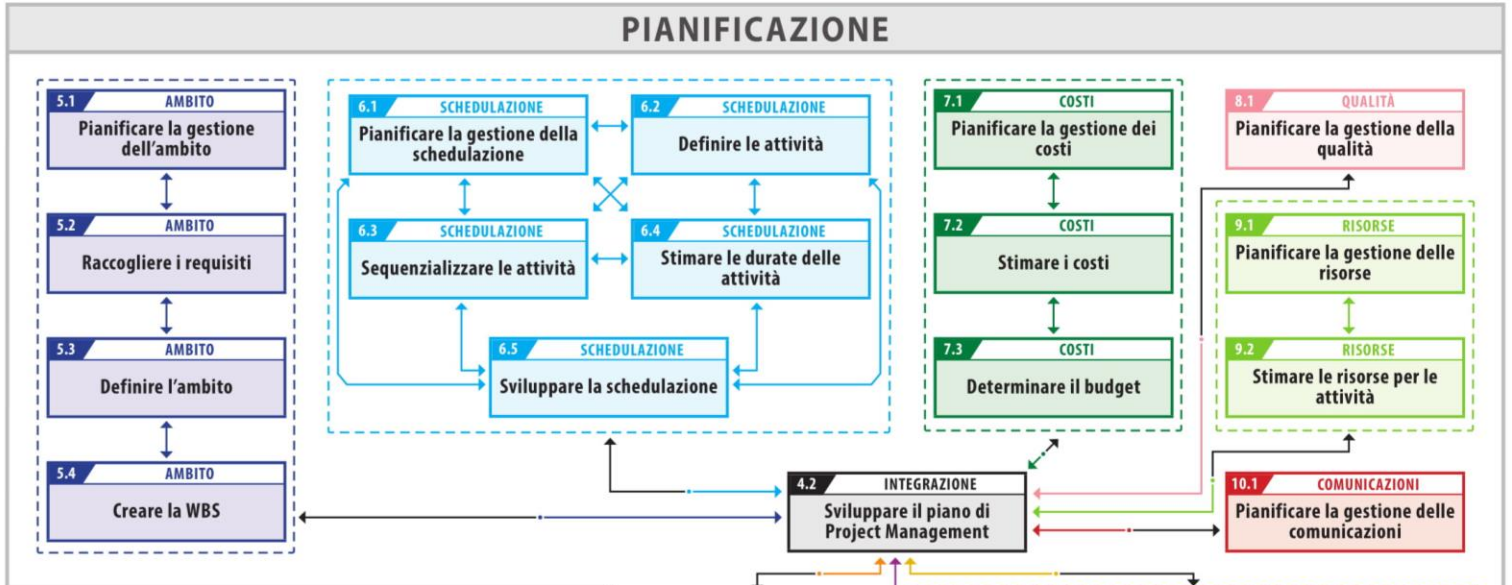 PIANIFICAZIONE
5.1 AMBITO
Pianificare la gestione
dell’ambito
5.2 AMBITO
Raccogliere i requisiti
5.3 AMBITO
Definire l’ambito
5.4 AMBITO
Creare la WBS
6.1 SCHEDULAZIONE
Pianificare la gestione della
schedulazione
6.2 SCHEDULAZIONE
Definire le attività
6.3 SCHEDULAZIONE
Sequenzializzare le attività
6.4 SCHEDULAZIONE
Stimare le durate delle
attività
6.5 SCHEDULAZIONE
Sviluppare la schedulazione
7.1 COSTI
Pianificare la gestione dei
costi
7.2 COSTI
Stimare i costi
7.3 COSTI
Determinare il budget
4.2 INTEGRAZIONE
Sviluppare il piano di
Project Management
8.1 QUALITÀ
Pianificare la gestione della
qualità
9.1 RISORSE
Pianificare la gestione delle
risorse
9.2 RISORSE
Stimare le risorse per le
attività
10.1 COMUNICAZIONI
Pianificare la gestione delle
comunicazioni